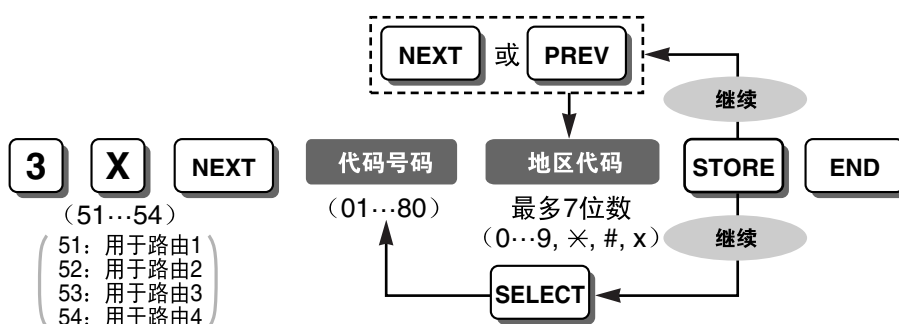 NEXT 或 PREV
继续
3 X NEXT 代码号码 地区代码 STORE END
(51…54)
51：用于路由1
52：用于路由2
53：用于路由3
54：用于路由4
(01…80)
最多7位数
(0…9, ✳, #, x)
继续
SELECT